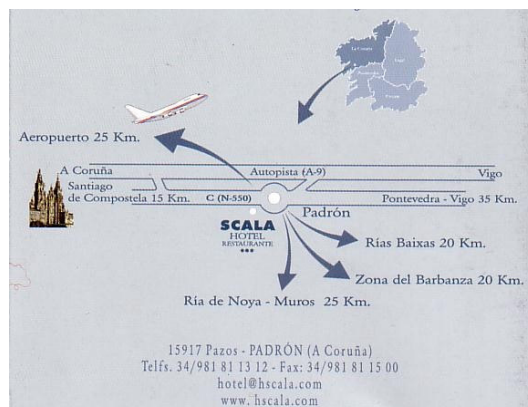 La Coruña
Lugo
Aeropuerto 25 Km.
A Coruña
Autopista (A-9)
Vigo
Santiago
de Compostela 15 Km.
C (N-550)
Pontevedra - Vigo 35 Km.
Padrón
SCALA
HOTEL
RESTAURANTE
Rías Baixas 20 Km.
Zona del Barbanza 20 Km.
Ría de Noya - Muros 25 Km.
15917 Pazos - PADRÓN (A Coruña)
Telfs. 34/981 81 13 12 - Fax: 34/981 81 15 00
hotel@hscala.com
www.hscala.com